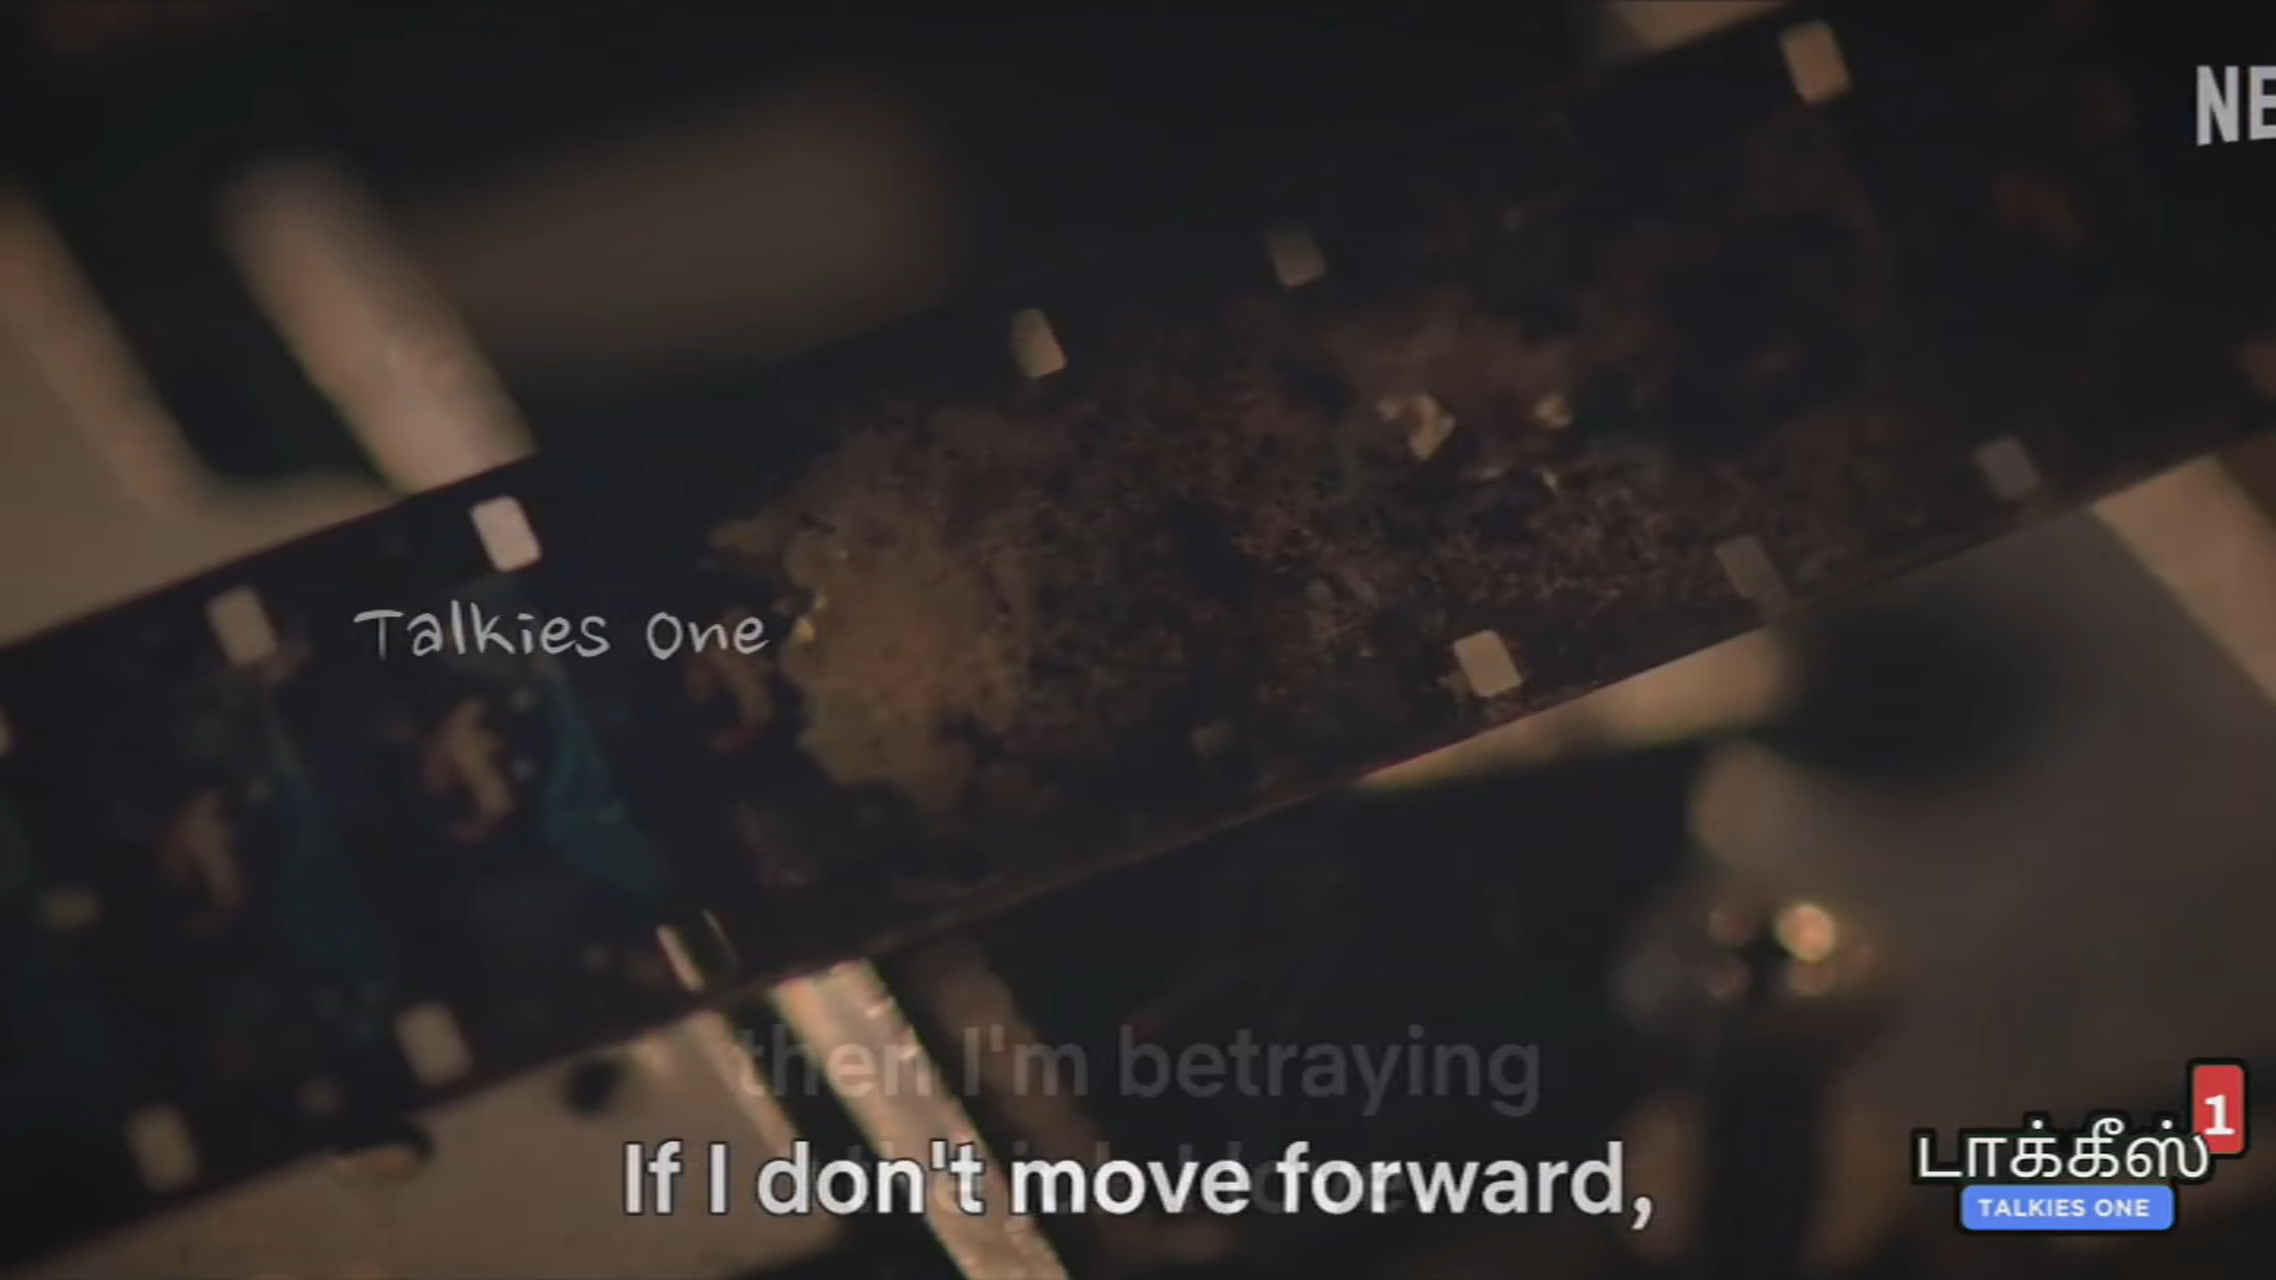 NE
Talkies One
then I'm betraying
If I don't move forward,
1
டாக்கீஸ்
TALKIES ONE